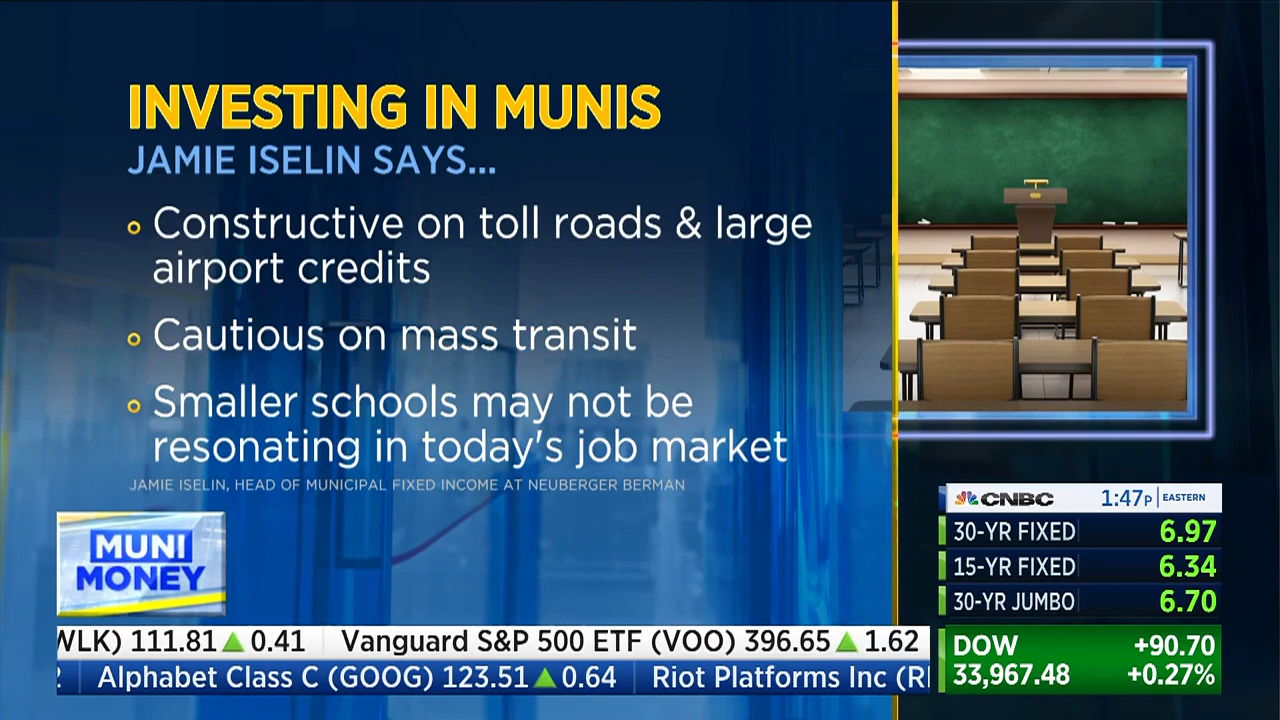 INVESTING IN MUNIS
JAMIE ISELIN SAYS...
Constructive on toll roads & large
airport credits
Cautious on mass transit
Smaller schools may not be
resonating in today's job market
JAMIE ISELIN, HEAD OF MUNICIPAL FIXED INCOME AT NEUBERGER BERMAN
MUNI
MONEY
CNBC 1:47P EASTERN
30-YR FIXED 6.97
15-YR FIXED 6.34
30-YR JUMBO 6.70
DOW +90.70
33,967.48 +0.27%
WLK) 111.81 ▲ 0.41 Vanguard S&P 500 ETF (VOO) 396.65 ▲ 1.62
Alphabet Class C (GOOG) 123.51 ▲ 0.64 Riot Platforms Inc (RI